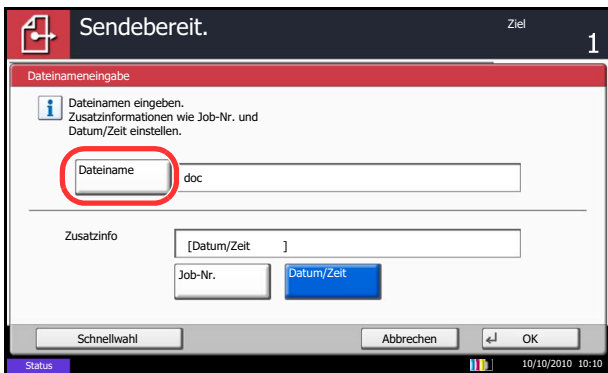 Sendebereit.
Ziel
1
Dateinameneingabe
Dateinamen eingeben.
Zusatzinformationen wie Job-Nr. und
Datum/Zeit einstellen.
Dateiname
doc
Zusatzinfo
[Datum/Zeit ]
Job-Nr.
Datum/Zeit
Schnellwahl
Abbrechen
OK
Status
10/10/2010 10:10